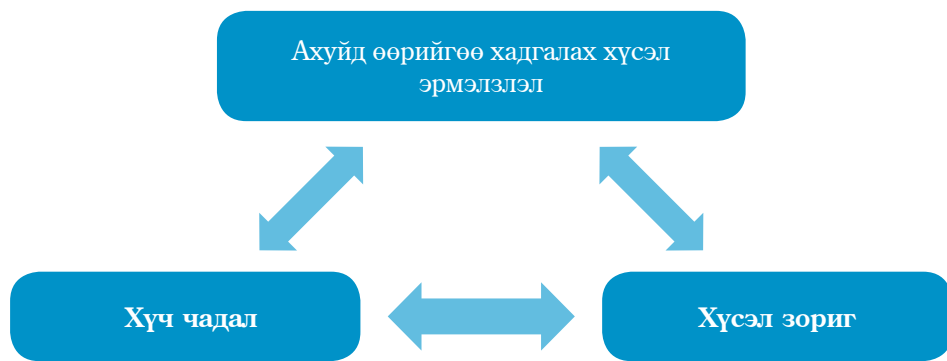 Ахуйд өөрийгөө хадгалах хүсэл
эрмэлзлэл
Хүч чадал
Хүсэл зориг